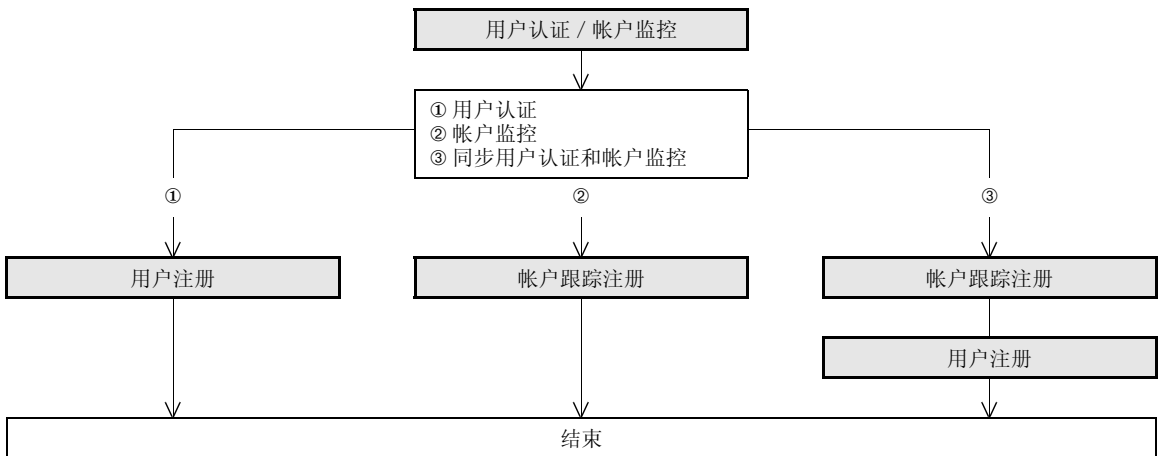 用户认证 / 帐户监控
① 用户认证
② 帐户监控
③ 同步用户认证和帐户监控
①
②
③
用户注册
帐户跟踪注册
帐户跟踪注册
用户注册
结束